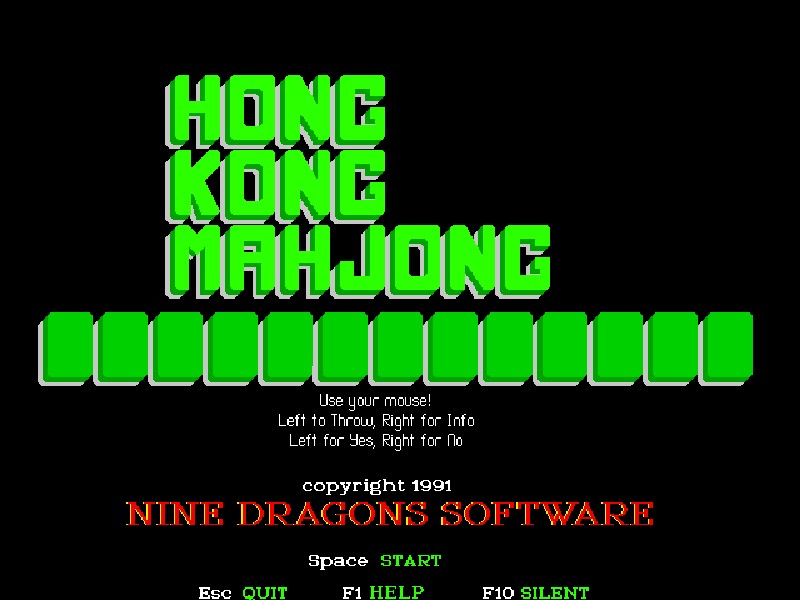 HONG
KONG
MAHJONG
Use your mouse!
Left to Throw, Right for Info
Left for Yes, Right for No
copyright 1991
NINE DRAGONS SOFTWARE
Space START
Esc QUIT F1 HELP F10 SILENT